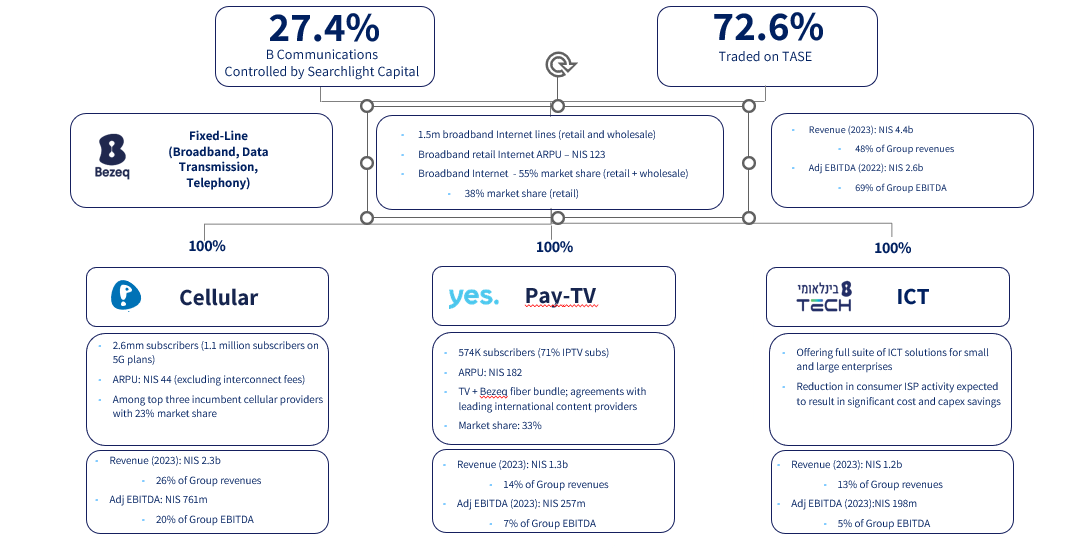 27.4%
B Communications
Controlled by Searchlight Capital
72.6%
Traded on TASE
Bezeq
Fixed-Line
(Broadband, Data
Transmission,
Telephony)
- 1.5m broadband Internet lines (retail and wholesale)
- Broadband retail Internet ARPU – NIS 123
- Broadband Internet - 55% market share (retail + wholesale)
- 38% market share (retail)
- Revenue (2023): NIS 4.4b
- 48% of Group revenues
- Adj EBITDA (2022): NIS 2.6b
- 69% of Group EBITDA
100%
100%
100%
Cellular
yes. Pay-TV
בינלאומי
TECH
ICT
- 2.6mm subscribers (1.1 million subscribers on
5G plans)
- ARPU: NIS 44 (excluding interconnect fees)
- Among top three incumbent cellular providers
with 23% market share
- 574K subscribers (71% IPTV subs)
- ARPU: NIS 182
- TV + Bezeq fiber bundle; agreements with
leading international content providers
- Market share: 33%
- Offering full suite of ICT solutions for small
and large enterprises
- Reduction in consumer ISP activity expected
to result in significant cost and capex savings
- Revenue (2023): NIS 2.3b
- 26% of Group revenues
- Adj EBITDA: NIS 761m
- 20% of Group EBITDA
- Revenue (2023): NIS 1.3b
- 14% of Group revenues
- Adj EBITDA (2023): NIS 257m
- 7% of Group EBITDA
- Revenue (2023): NIS 1.2b
- 13% of Group revenues
- Adj EBITDA (2023):NIS 198m
- 5% of Group EBITDA